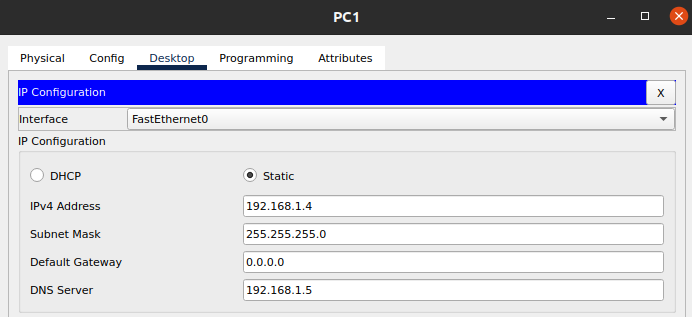 PC1
Physical Config Desktop Programming Attributes
IP Configuration X
Interface FastEthernet0
IP Configuration
DHCP Static
IPv4 Address 192.168.1.4
Subnet Mask 255.255.255.0
Default Gateway 0.0.0.0
DNS Server 192.168.1.5